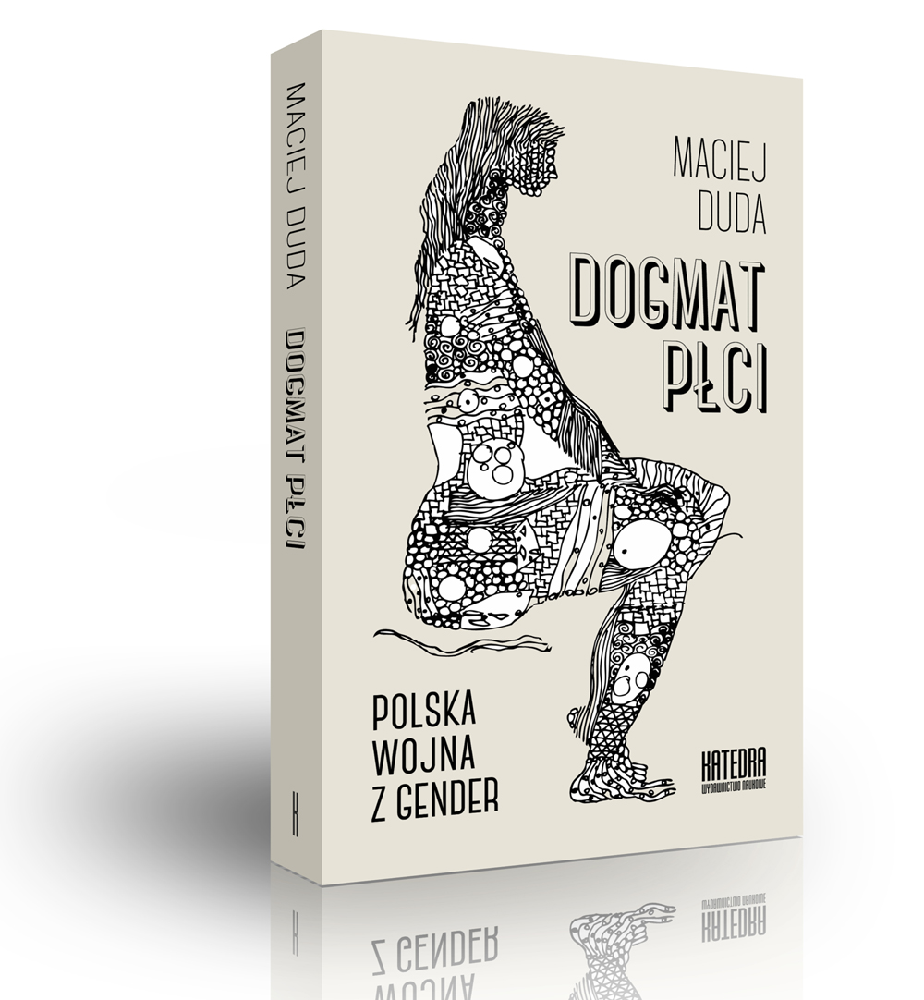 MACIEJ DUDA DOGMAT PŁCI
K
MACIEJ
DUDA
DOGMAT
PŁCI
POLSKA
WOJNA
Z GENDER
KATEDRA
WYDAWNICTWO NAUKOWE